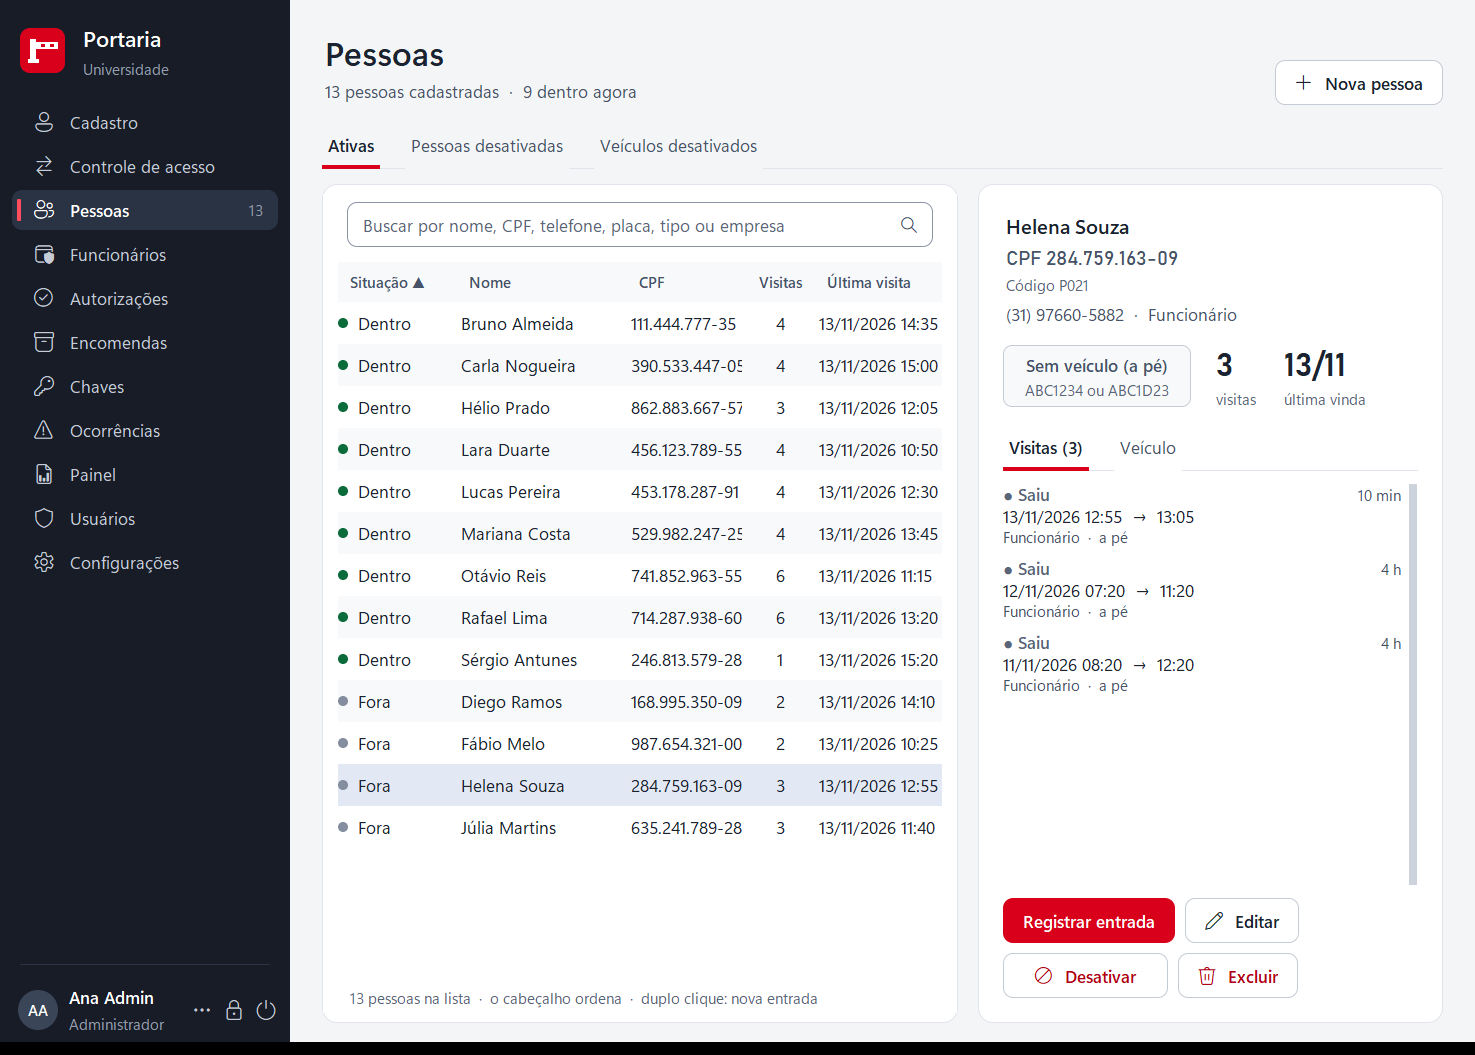 Portaria
Universidade
Cadastro
Controle de acesso
Pessoas 13
Funcionários
Autorizações
Encomendas
Chaves
Ocorrências
Painel
Usuários
Configurações
AA
Ana Admin
Administrador
Pessoas
13 pessoas cadastradas · 9 dentro agora
Nova pessoa
Ativas Pessoas desativadas Veículos desativados
Buscar por nome, CPF, telefone, placa, tipo ou empresa
Situação ▲ Nome CPF Visitas Última visita
Dentro Bruno Almeida 111.444.777-35 4 13/11/2026 14:35
Dentro Carla Nogueira 390.533.447-05 4 13/11/2026 15:00
Dentro Hélio Prado 862.883.667-57 3 13/11/2026 12:05
Dentro Lara Duarte 456.123.789-55 4 13/11/2026 10:50
Dentro Lucas Pereira 453.178.287-91 4 13/11/2026 12:30
Dentro Mariana Costa 529.982.247-25 4 13/11/2026 13:45
Dentro Otávio Reis 741.852.963-55 6 13/11/2026 11:15
Dentro Rafael Lima 714.287.938-60 6 13/11/2026 13:20
Dentro Sérgio Antunes 246.813.579-28 1 13/11/2026 15:20
Fora Diego Ramos 168.995.350-09 2 13/11/2026 14:10
Fora Fábio Melo 987.654.321-00 2 13/11/2026 10:25
Fora Helena Souza 284.759.163-09 3 13/11/2026 12:55
Fora Júlia Martins 635.241.789-28 3 13/11/2026 11:40
13 pessoas na lista · o cabeçalho ordena · duplo clique: nova entrada
Helena Souza
CPF 284.759.163-09
Código P021
(31) 97660-5882 · Funcionário
Sem veículo (a pé)
ABC1234 ou ABC1D23
3
visitas
13/11
última vinda
Visitas (3) Veículo
● Saiu 10 min
13/11/2026 12:55 → 13:05
Funcionário · a pé
● Saiu 4 h
12/11/2026 07:20 → 11:20
Funcionário · a pé
● Saiu 4 h
11/11/2026 08:20 → 12:20
Funcionário · a pé
Registrar entrada
Editar
Desativar
Excluir